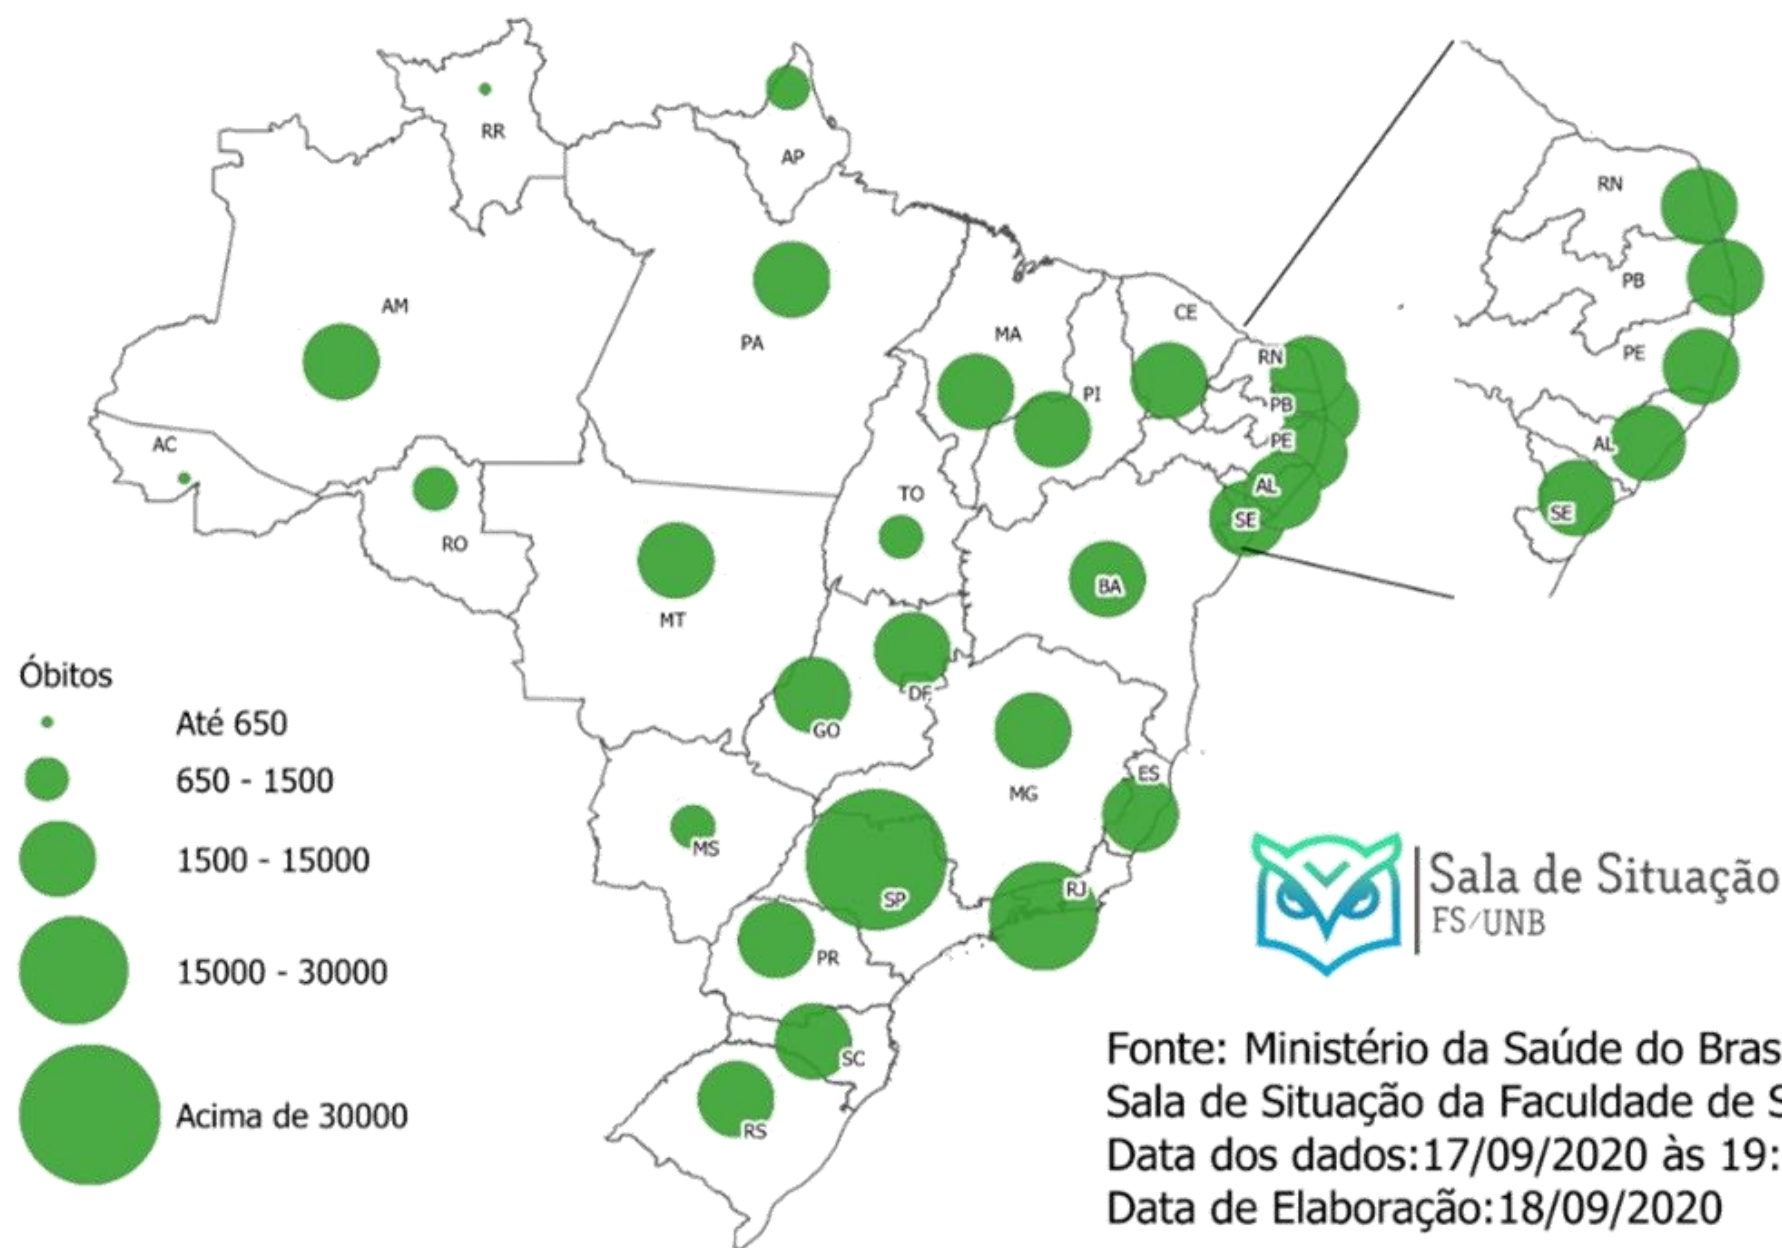 RR
AP
AM
PA
AC
RO
MT
TO
MA
PI
CE
RN
PB
PE
AL
SE
BA
DF
GO
MG
ES
MS
SP
RJ
PR
SC
RS
RN
PB
PE
AL
SE
Óbitos
Até 650
650 - 1500
1500 - 15000
15000 - 30000
Acima de 30000
Sala de Situação
FS/UNB
Fonte: Ministério da Saúde do Bras
Sala de Situação da Faculdade de S
Data dos dados:17/09/2020 às 19:
Data de Elaboração:18/09/2020